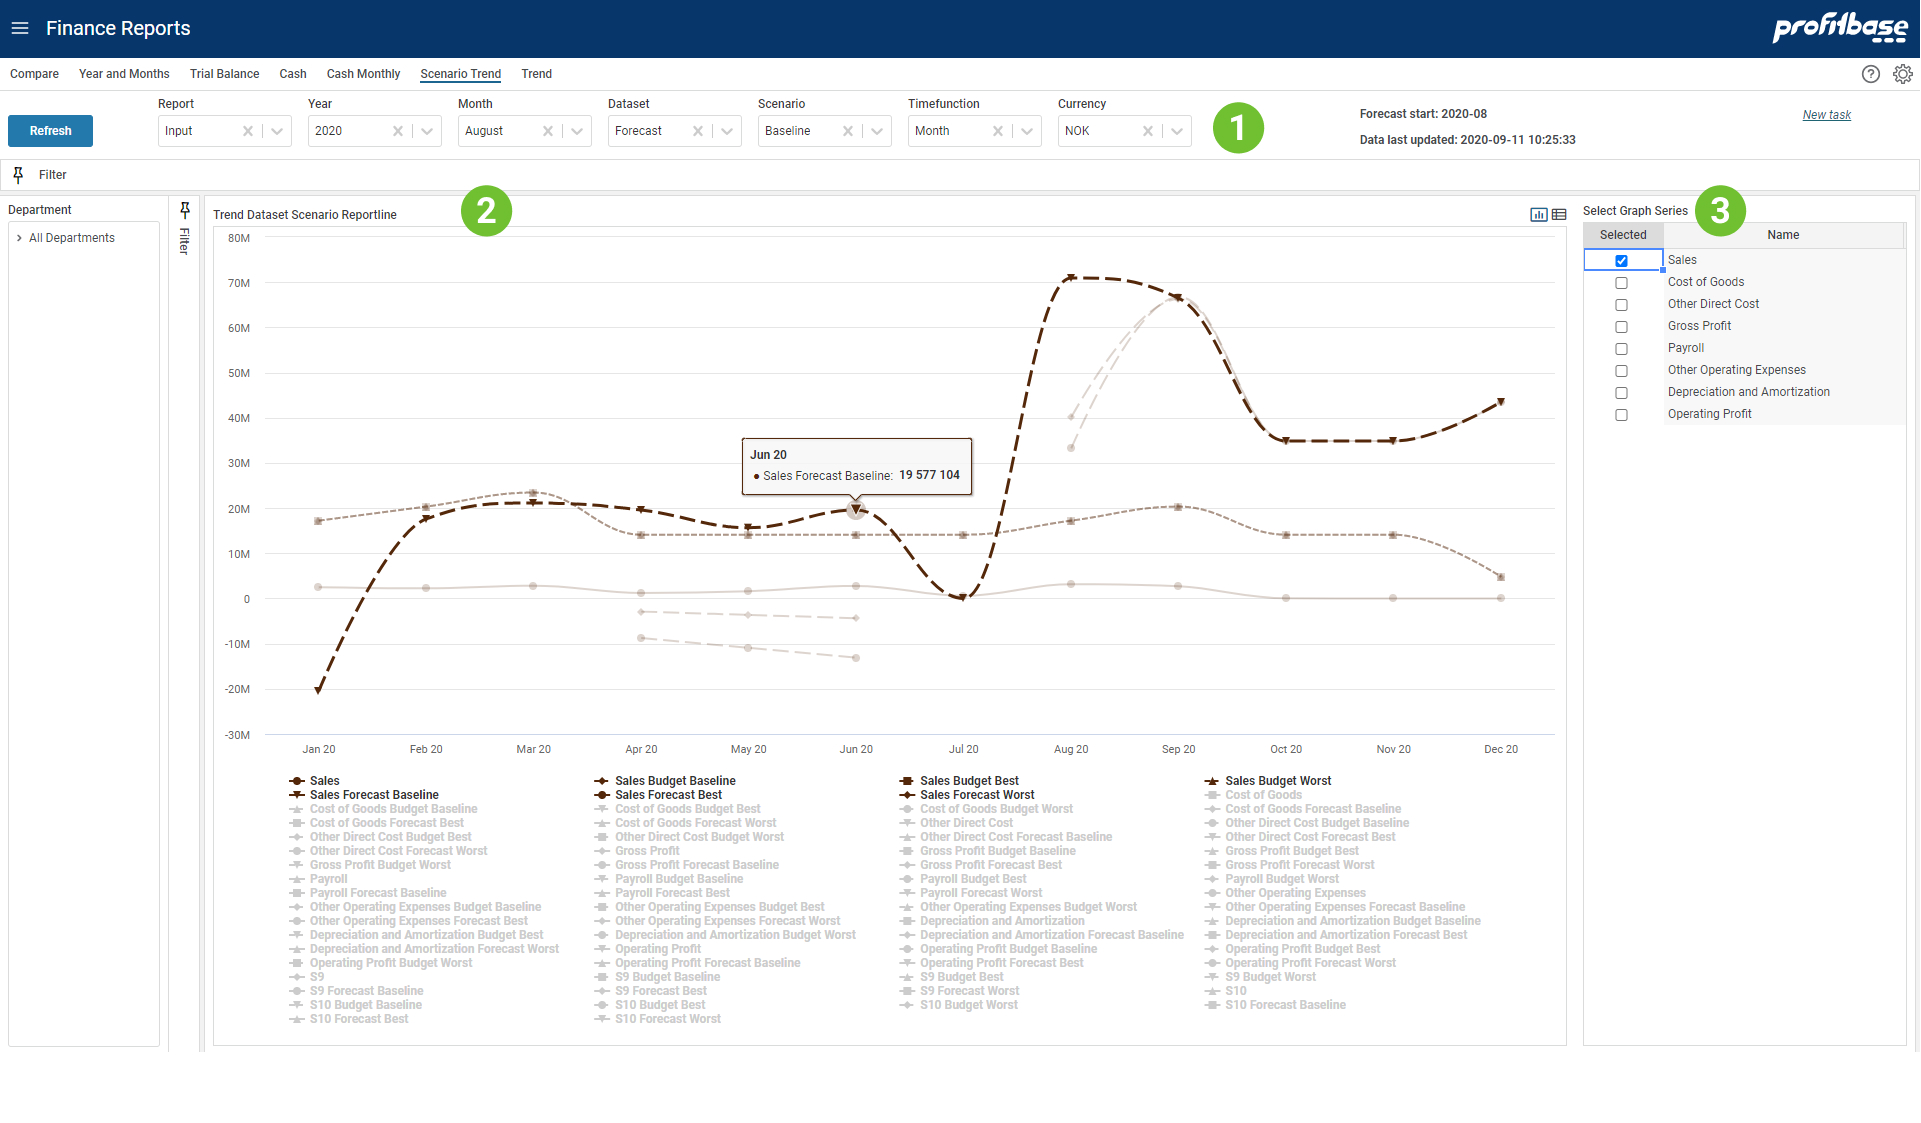 Finance Reports
profitbase
Compare Year and Months Trial Balance Cash Cash Monthly Scenario Trend Trend
Report Year Month Dataset Scenario Timefunction Currency
Refresh Input 2020 August Forecast Baseline Month NOK 1
Forecast start: 2020-08 New task
Data last updated: 2020-09-11 10:25:33
Filter
Department
All Departments
Filter
Trend Dataset Scenario Reportline 2
80M
70M
60M
50M
40M
30M
20M
10M
0
-10M
-20M
-30M
Jun 20
Sales Forecast Baseline: 19 577 104
Jan 20 Feb 20 Mar 20 Apr 20 May 20 Jun 20 Jul 20 Aug 20 Sep 20 Oct 20 Nov 20 Dec 20
Sales Sales Budget Baseline Sales Budget Best Sales Budget Worst
Sales Forecast Baseline Sales Forecast Best Sales Forecast Worst Cost of Goods
Cost of Goods Budget Baseline Cost of Goods Budget Best Cost of Goods Budget Worst Cost of Goods Forecast Baseline
Cost of Goods Forecast Best Cost of Goods Forecast Worst Other Direct Cost Other Direct Cost Budget Baseline
Other Direct Cost Budget Best Other Direct Cost Budget Worst Other Direct Cost Forecast Baseline Other Direct Cost Forecast Best
Other Direct Cost Forecast Worst Gross Profit Gross Profit Budget Baseline Gross Profit Budget Best
Gross Profit Budget Worst Gross Profit Forecast Baseline Gross Profit Forecast Best Gross Profit Forecast Worst
Payroll Payroll Budget Baseline Payroll Budget Best Payroll Budget Worst
Payroll Forecast Baseline Payroll Forecast Best Payroll Forecast Worst Other Operating Expenses
Other Operating Expenses Budget Baseline Other Operating Expenses Budget Best Other Operating Expenses Budget Worst Other Operating Expenses Forecast Baseline
Other Operating Expenses Forecast Best Other Operating Expenses Forecast Worst Depreciation and Amortization Depreciation and Amortization Budget Baseline
Depreciation and Amortization Budget Best Depreciation and Amortization Budget Worst Depreciation and Amortization Forecast Baseline Depreciation and Amortization Forecast Best
Depreciation and Amortization Forecast Worst Operating Profit Operating Profit Budget Baseline Operating Profit Budget Best
Operating Profit Budget Worst Operating Profit Forecast Baseline Operating Profit Forecast Best Operating Profit Forecast Worst
S9 S9 Budget Baseline S9 Budget Best S9 Budget Worst
S9 Forecast Baseline S9 Forecast Best S9 Forecast Worst S10
S10 Budget Baseline S10 Budget Best S10 Budget Worst S10 Forecast Baseline
S10 Forecast Best S10 Forecast Worst
Select Graph Series 3
Selected Name
Sales
Cost of Goods
Other Direct Cost
Gross Profit
Payroll
Other Operating Expenses
Depreciation and Amortization
Operating Profit